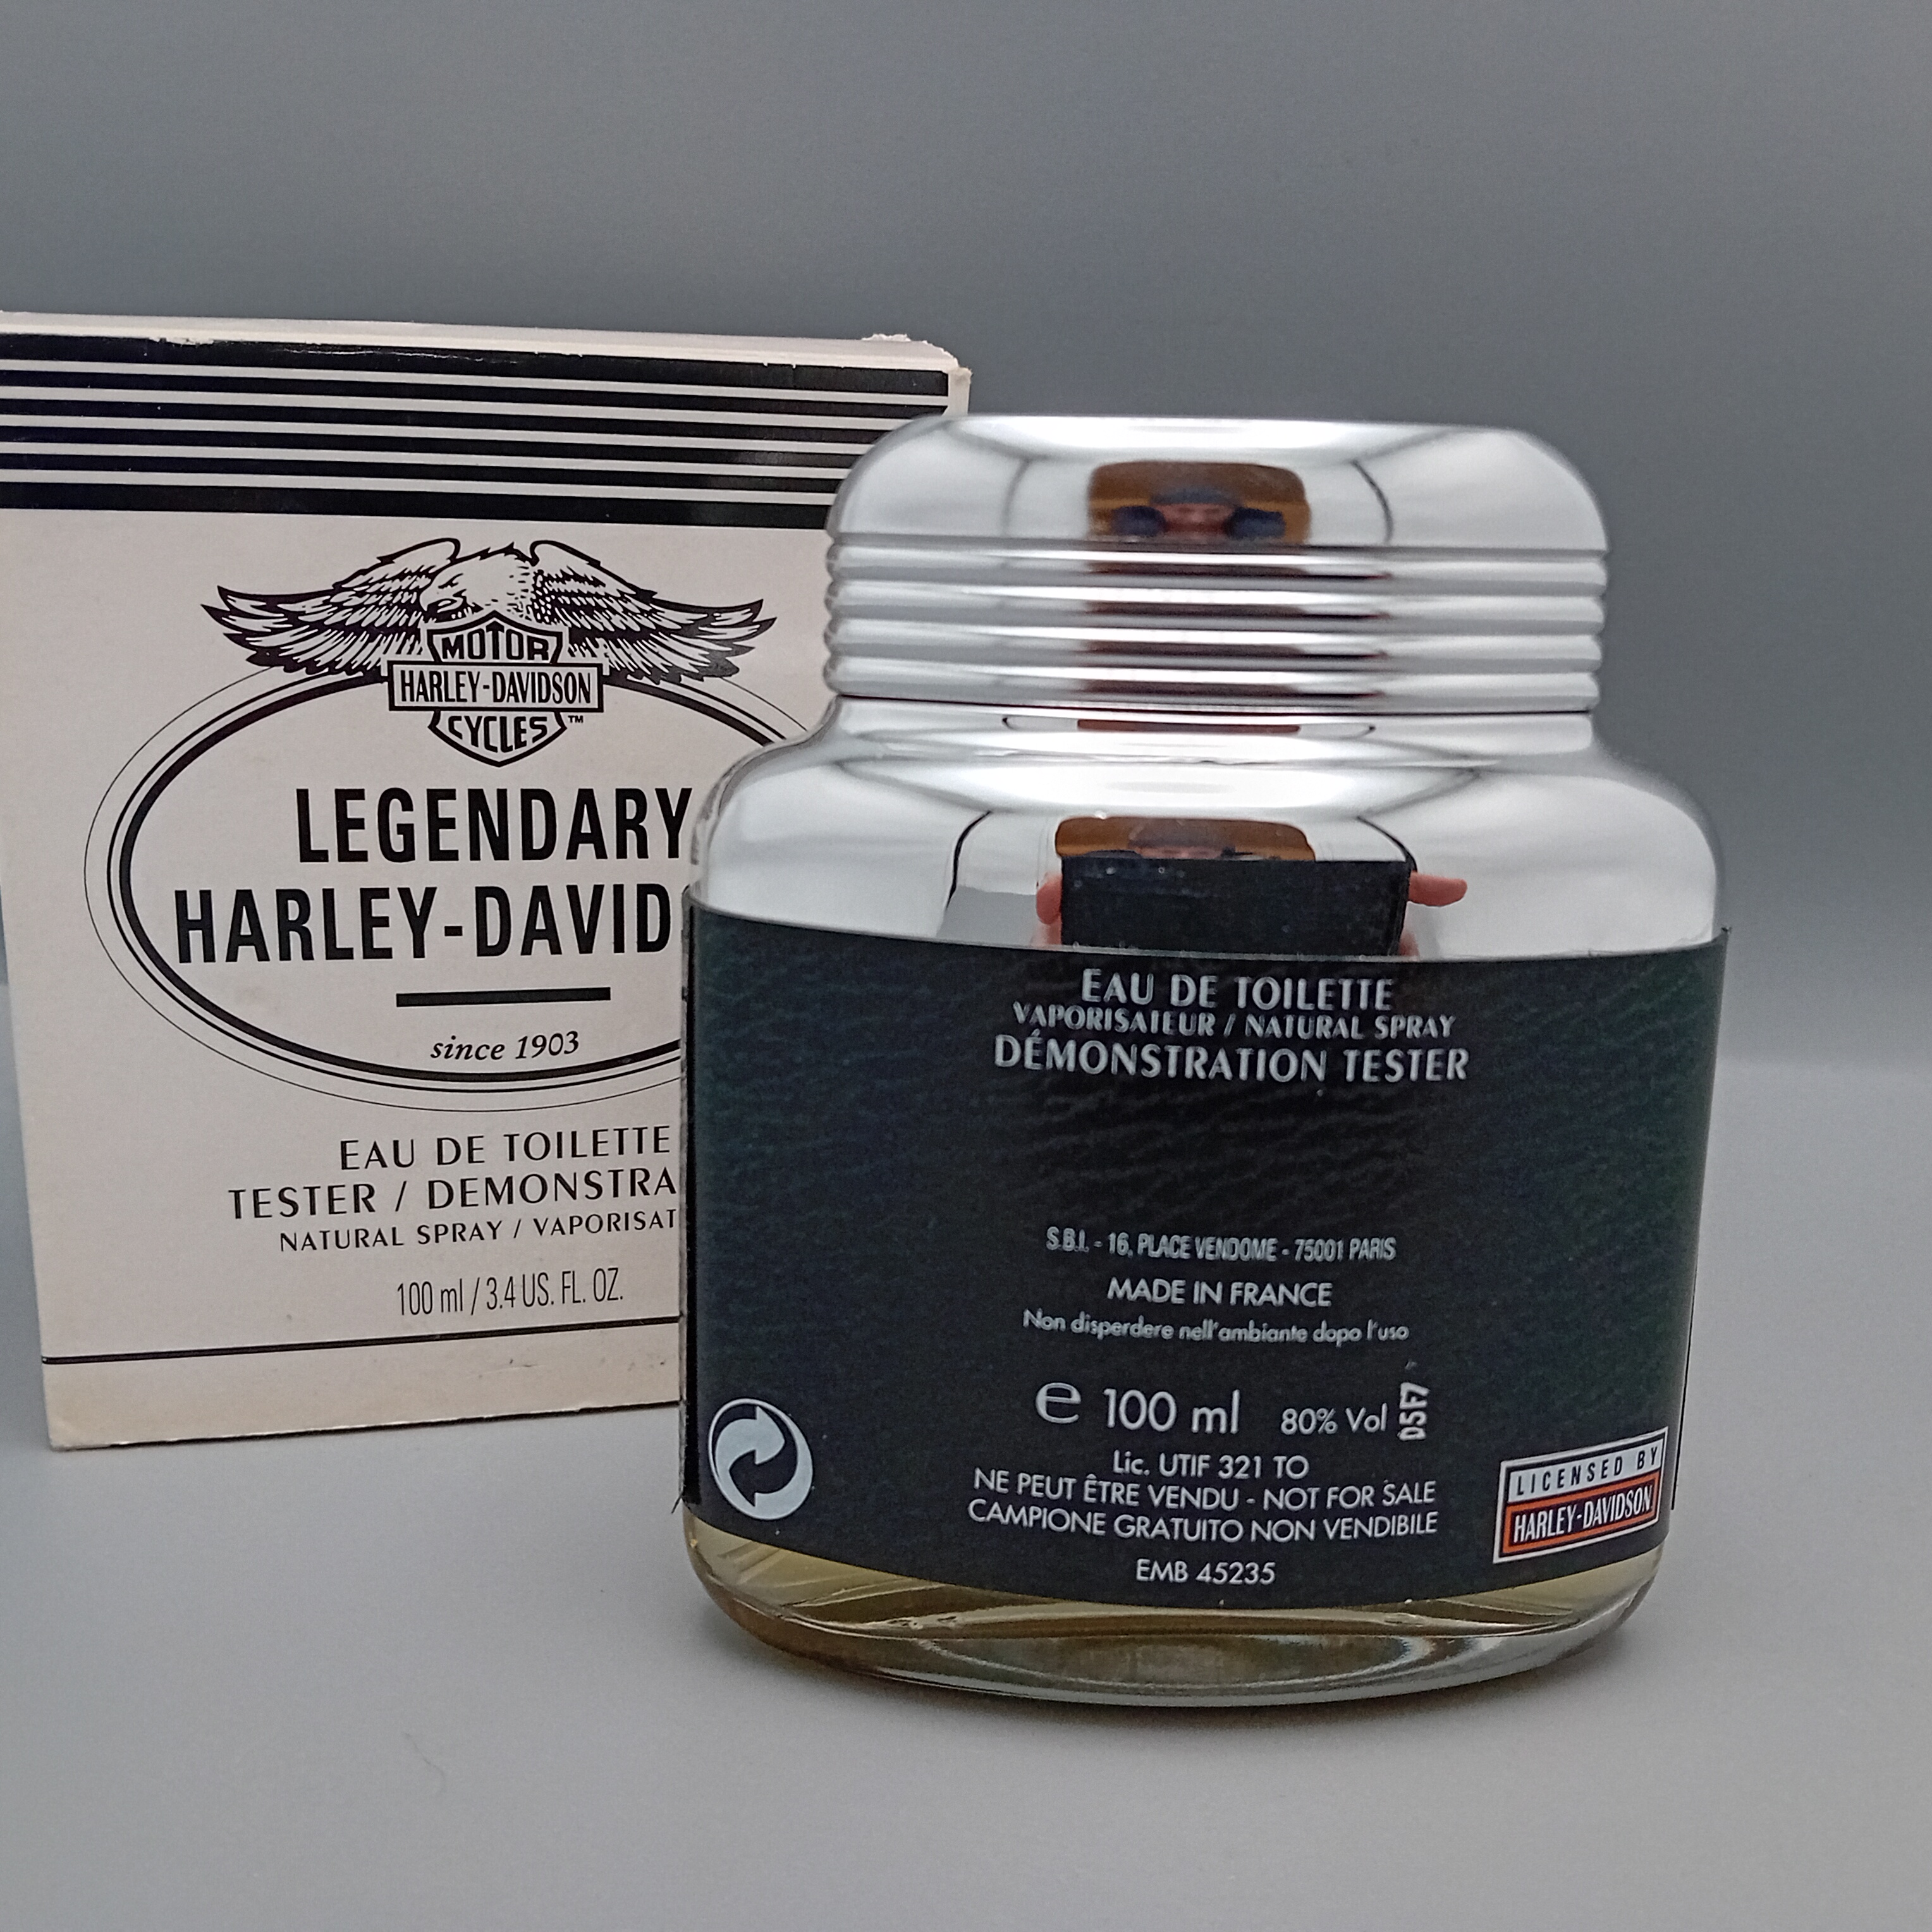 MOTOR
HARLEY-DAVIDSON
CYCLES™
LEGENDARY
HARLEY-DAVID
since 1903
EAU DE TOILETTE
TESTER / DEMONSTRA
NATURAL SPRAY / VAPORISAT
100 ml / 3.4 US. FL. OZ.
EAU DE TOILETTE
VAPORISATEUR / NATURAL SPRAY
DÉMONSTRATION TESTER
S.B.I. - 16, PLACE VENDOME - 75001 PARIS
MADE IN FRANCE
Non disperdere nell'ambiante dopo l'uso
e 100 ml 80% Vol
D5F7
Lic. UTIF 321 TO
NE PEUT ÊTRE VENDU - NOT FOR SALE
CAMPIONE GRATUITO NON VENDIBILE
EMB 45235
LICENSED BY
HARLEY-DAVIDSON